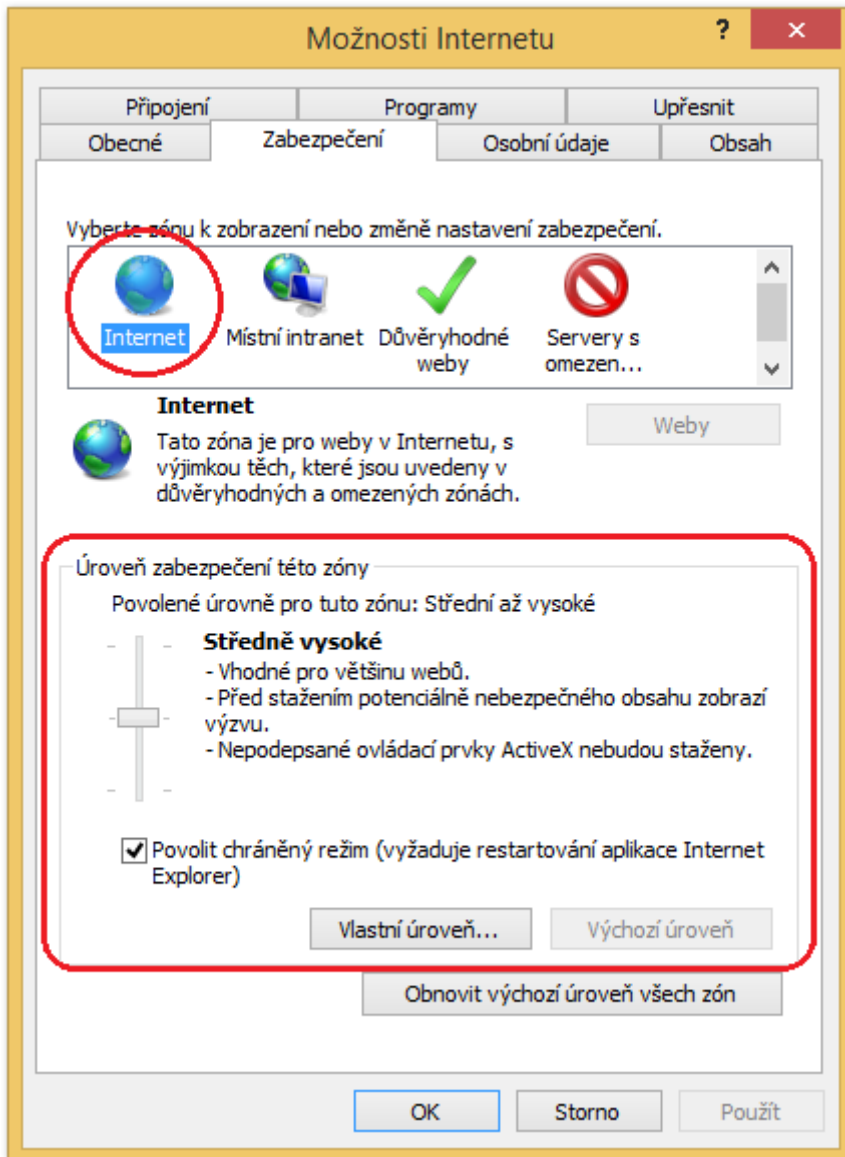 Možnosti Internetu
?
Připojení Programy Upřesnit
Obecné Zabezpečení Osobní údaje Obsah
Vyberte zónu k zobrazení nebo změně nastavení zabezpečení.
Internet Místní intranet Důvěryhodné weby Servery s omezen...
Internet
Weby
Tato zóna je pro weby v Internetu, s
výjimkou těch, které jsou uvedeny v
důvěryhodných a omezených zónách.
Úroveň zabezpečení této zóny
Povolené úrovně pro tuto zónu: Střední až vysoké
Středně vysoké
- Vhodné pro většinu webů.
- Před stažením potenciálně nebezpečného obsahu zobrazí
výzvu.
- Nepodepsané ovládací prvky ActiveX nebudou staženy.
Povolit chráněný režim (vyžaduje restartování aplikace Internet
Explorer)
Vlastní úroveň... Výchozí úroveň
Obnovit výchozí úroveň všech zón
OK Storno Použít